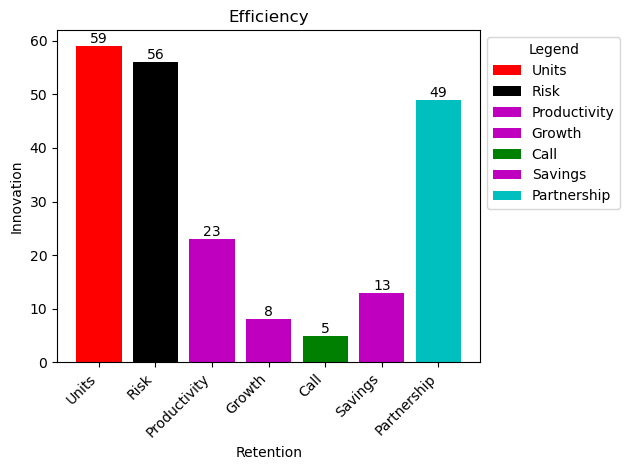 Efficiency
Innovation
60
50
40
30
20
10
0
59
56
23
8
5
13
49
Units
Risk
Productivity
Growth
Call
Savings
Partnership
Retention
Legend
Units
Risk
Productivity
Growth
Call
Savings
Partnership